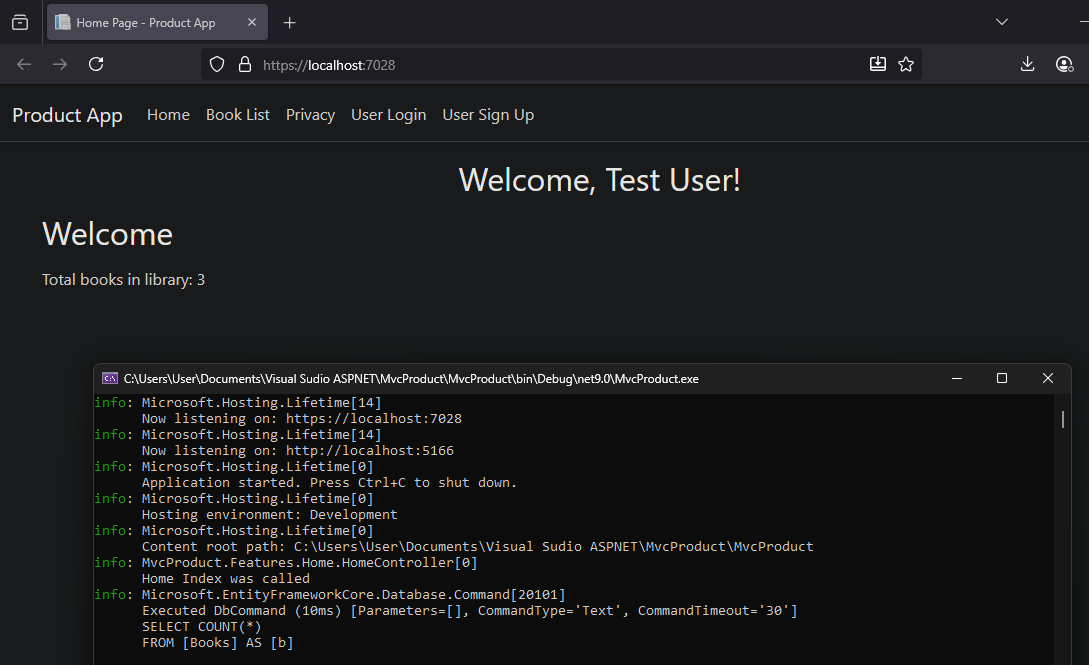 Home Page - Product App
https://localhost:7028
Product App Home Book List Privacy User Login User Sign Up
Welcome, Test User!
Welcome
Total books in library: 3
C:\Users\User\Documents\Visual Sudio ASPNET\MvcProduct\MvcProduct\bin\Debug\net9.0\MvcProduct.exe
info: Microsoft.Hosting.Lifetime[14]
Now listening on: https://localhost:7028
info: Microsoft.Hosting.Lifetime[14]
Now listening on: http://localhost:5166
info: Microsoft.Hosting.Lifetime[0]
Application started. Press Ctrl+C to shut down.
info: Microsoft.Hosting.Lifetime[0]
Hosting environment: Development
info: Microsoft.Hosting.Lifetime[0]
Content root path: C:\Users\User\Documents\Visual Sudio ASPNET\MvcProduct\MvcProduct
info: MvcProduct.Features.Home.HomeController[0]
Home Index was called
info: Microsoft.EntityFrameworkCore.Database.Command[20101]
Executed DbCommand (10ms) [Parameters=[], CommandType='Text', CommandTimeout='30']
SELECT COUNT(*)
FROM [Books] AS [b]